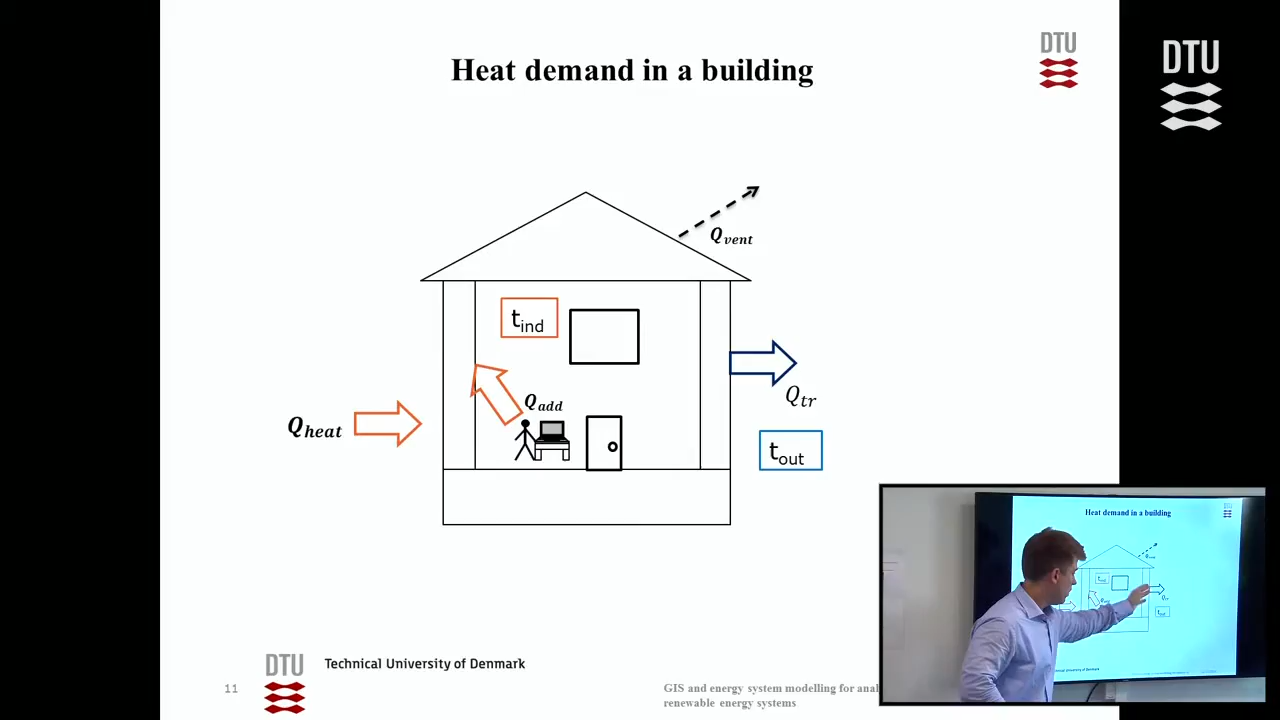 Heat demand in a building
DTU
DTU
Q_vent
t_ind
Q_add
Q_heat
Q_tr
t_out
Heat demand in a building
DTU
Technical University of Denmark
11
GIS and energy system modelling for anal
renewable energy systems